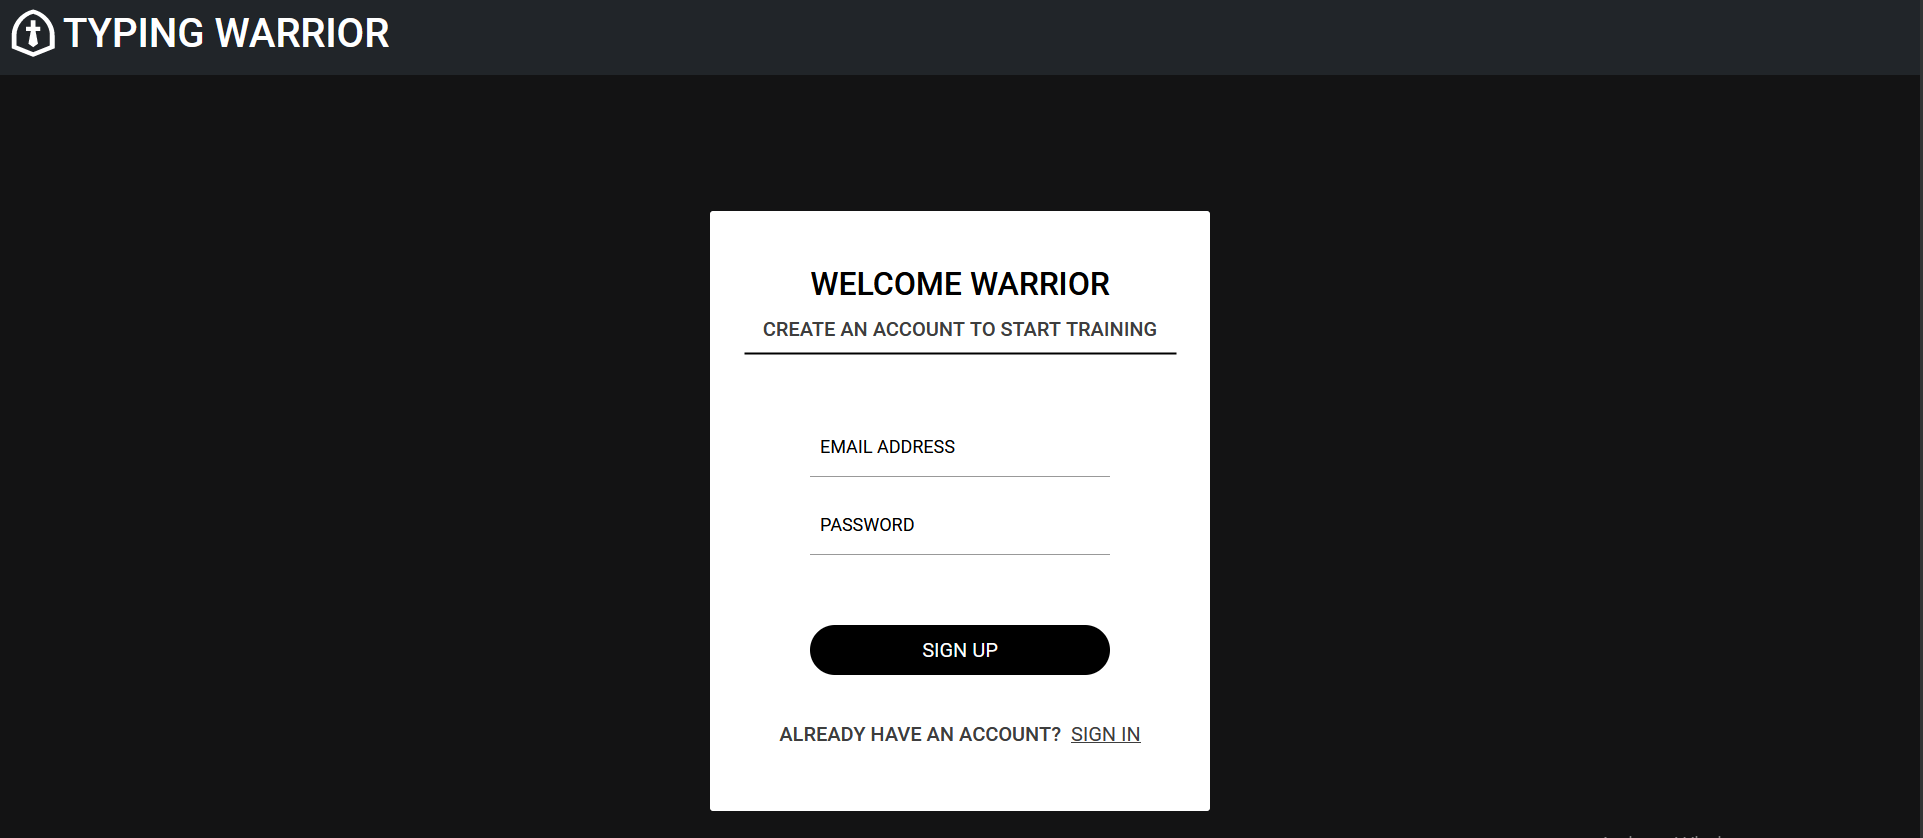 TYPING WARRIOR
WELCOME WARRIOR
CREATE AN ACCOUNT TO START TRAINING
EMAIL ADDRESS
PASSWORD
SIGN UP
ALREADY HAVE AN ACCOUNT? SIGN IN